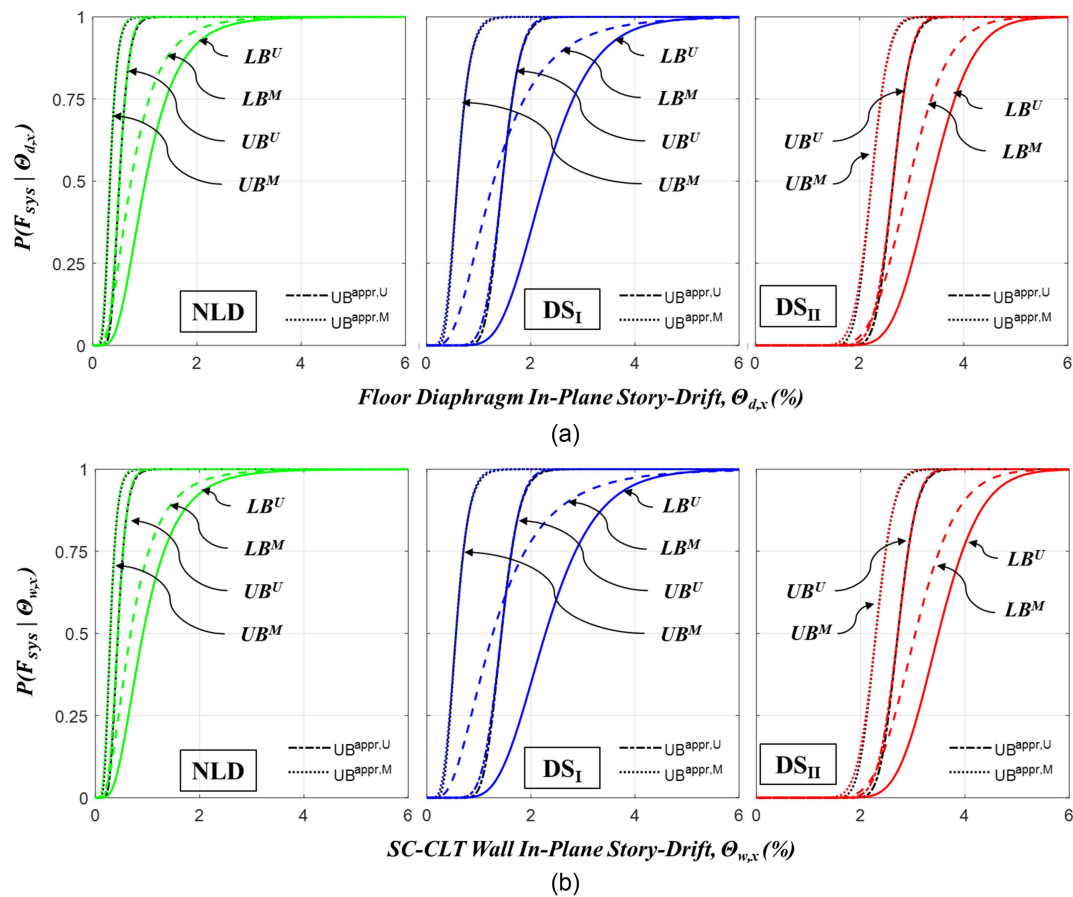 P(F_sys | Θ_d,x)
1
0.75
0.5
0.25
0
LB^U
LB^M
UB^U
UB^M
NLD
UB^appr,U
UB^appr,M
0 2 4 6
LB^U
LB^M
UB^U
UB^M
DS_I
UB^appr,U
UB^appr,M
0 2 4 6
UB^U
UB^M
LB^U
LB^M
DS_II
UB^appr,U
UB^appr,M
0 2 4 6
Floor Diaphragm In-Plane Story-Drift, Θ_d,x (%)
(a)
P(F_sys | Θ_w,x)
1
0.75
0.5
0.25
0
LB^U
LB^M
UB^U
UB^M
NLD
UB^appr,U
UB^appr,M
0 2 4 6
LB^U
LB^M
UB^U
UB^M
DS_I
UB^appr,U
UB^appr,M
0 2 4 6
UB^U
UB^M
LB^U
LB^M
DS_II
UB^appr,U
UB^appr,M
0 2 4 6
SC-CLT Wall In-Plane Story-Drift, Θ_w,x (%)
(b)